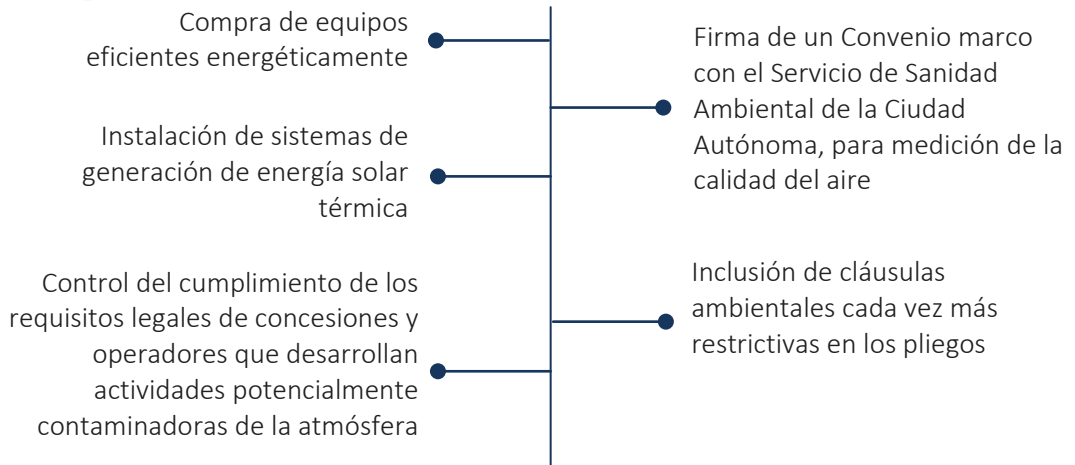 Compra de equipos
eficientes energéticamente
Firma de un Convenio marco
con el Servicio de Sanidad
Ambiental de la Ciudad
Autónoma, para medición de la
calidad del aire
Instalación de sistemas de
generación de energía solar
térmica
Inclusión de cláusulas
ambientales cada vez más
restrictivas en los pliegos
Control del cumplimiento de los
requisitos legales de concesiones y
operadores que desarrollan
actividades potencialmente
contaminadoras de la atmósfera